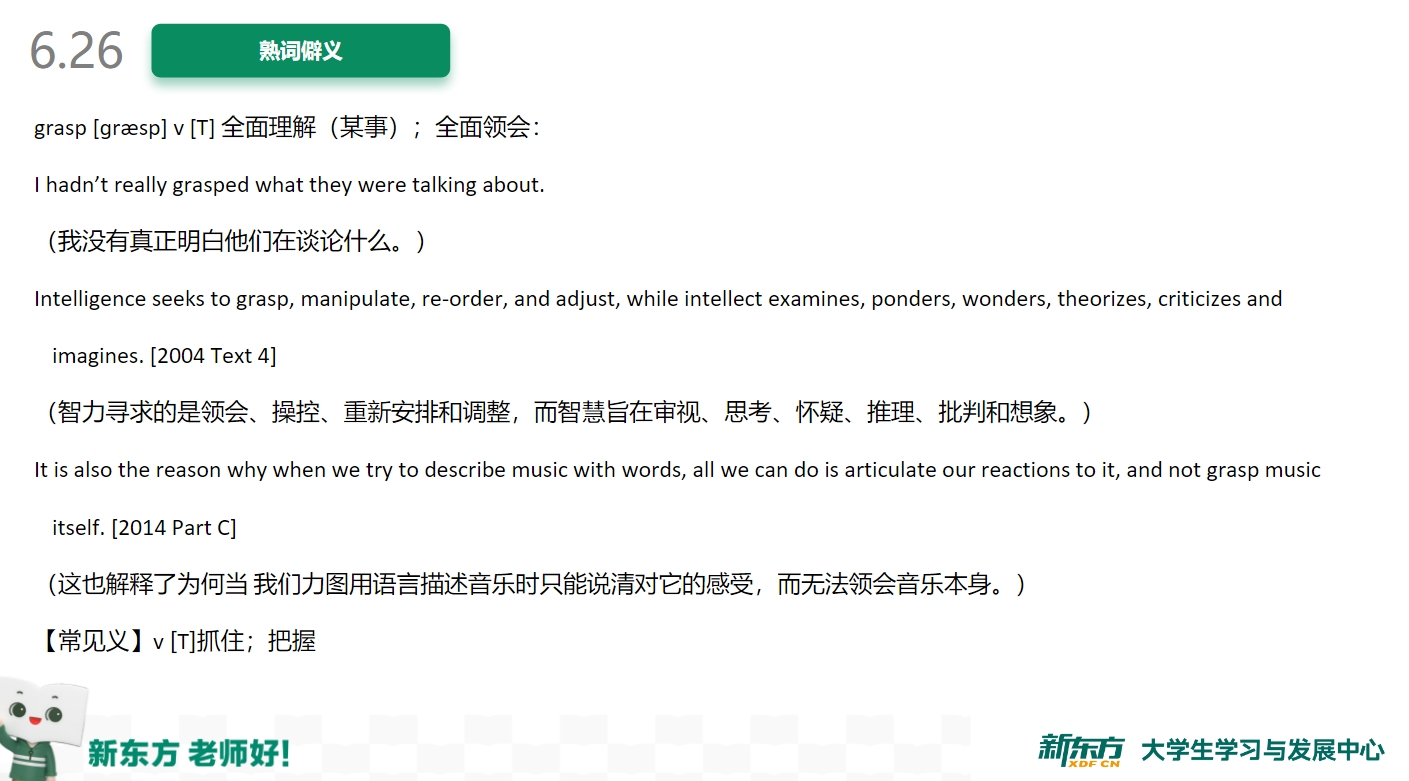 6.26
熟词僻义
grasp [ɡræsp] v [T] 全面理解（某事）；全面领会：
I hadn’t really grasped what they were talking about.
（我没有真正明白他们在谈论什么。）
Intelligence seeks to grasp, manipulate, re-order, and adjust, while intellect examines, ponders, wonders, theorizes, criticizes and
imagines. [2004 Text 4]
（智力寻求的是领会、操控、重新安排和调整，而智慧旨在审视、思考、怀疑、推理、批判和想象。）
It is also the reason why when we try to describe music with words, all we can do is articulate our reactions to it, and not grasp music
itself. [2014 Part C]
（这也解释了为何当 我们力图用语言描述音乐时只能说清对它的感受，而无法领会音乐本身。）
【常见义】v [T]抓住；把握
新东方 老师好!
新东方 XDF.CN 大学生学习与发展中心